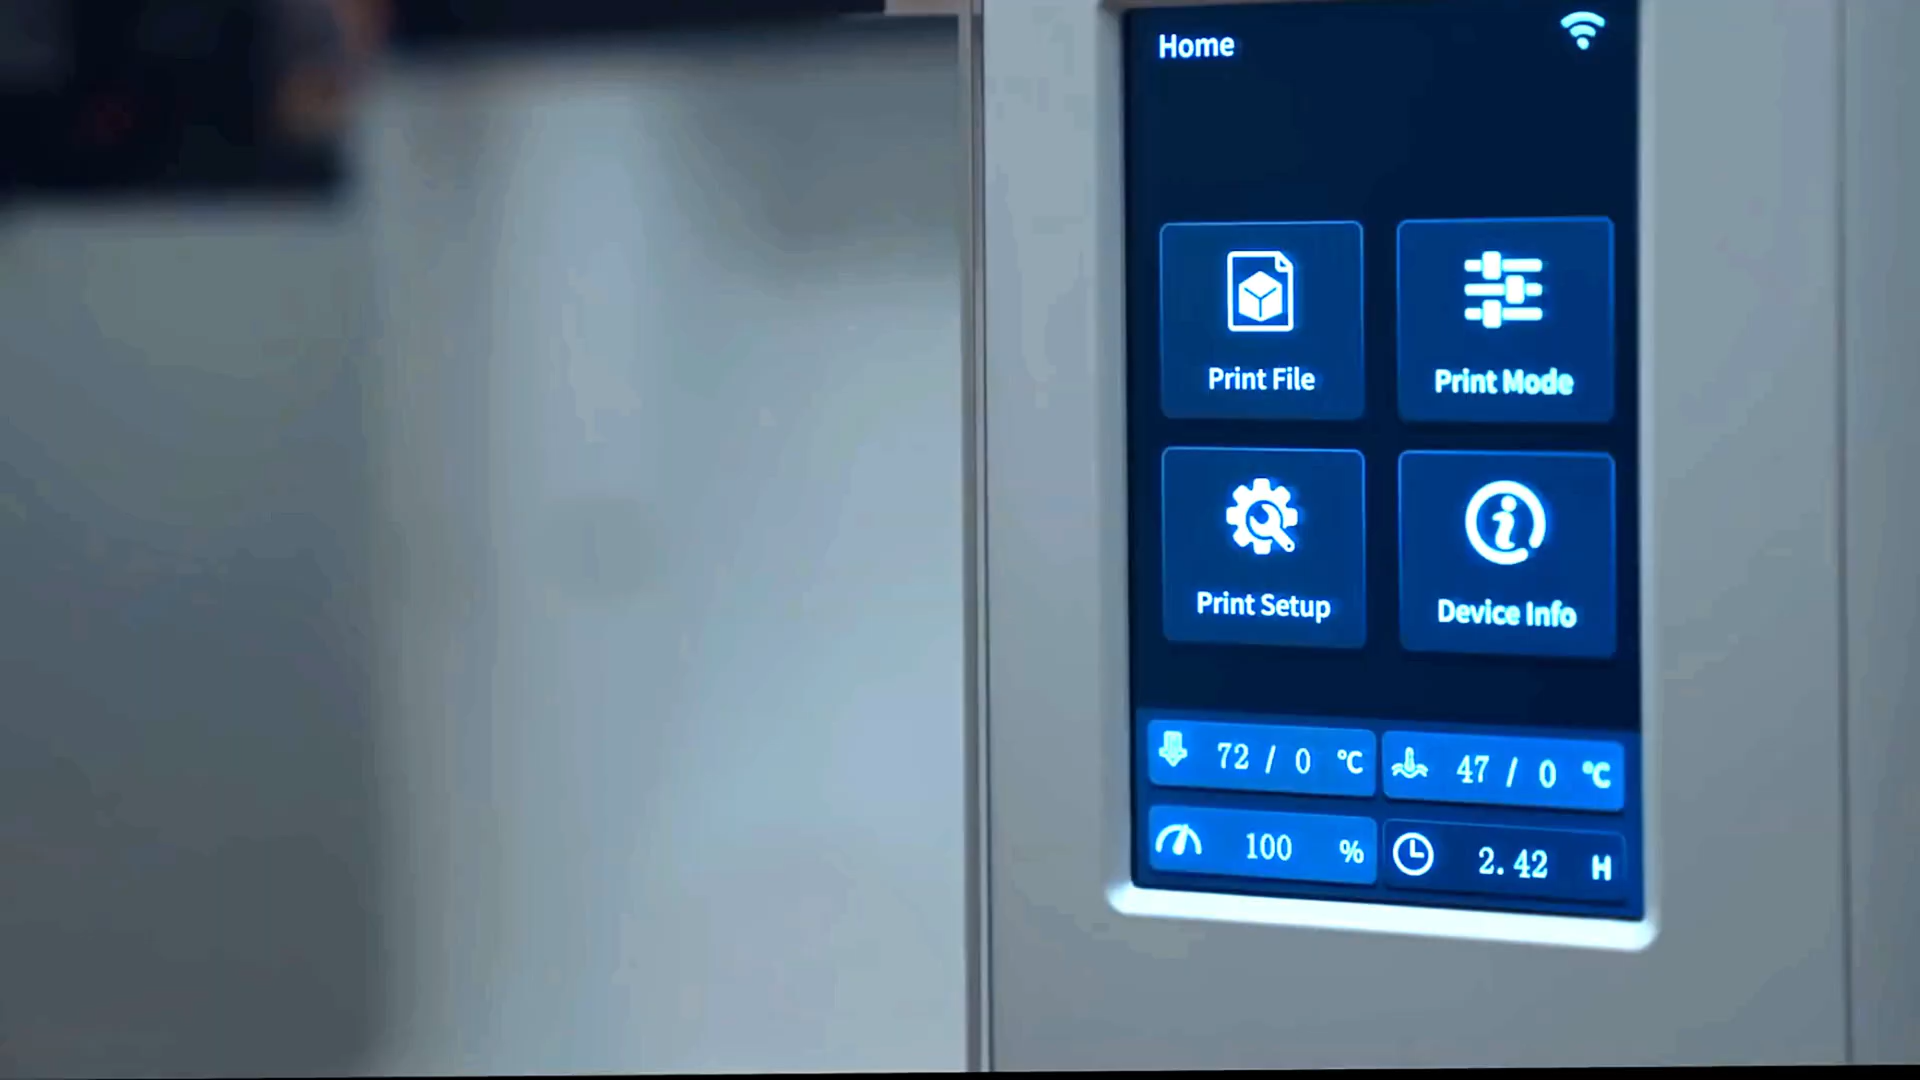 Home
Print File
Print Mode
Print Setup
Device Info
72 / 0 °C
47 / 0 °C
100 %
2.42 H